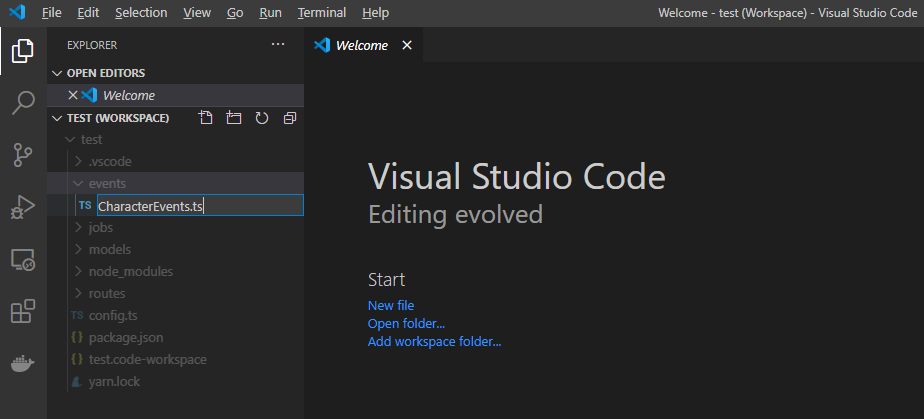 File Edit Selection View Go Run Terminal Help Welcome - test (Workspace) - Visual Studio Code
EXPLORER
Welcome
OPEN EDITORS
Welcome
TEST (WORKSPACE)
test
.vscode
events
TS CharacterEvents.ts
jobs
models
node_modules
routes
TS config.ts
{} package.json
{} test.code-workspace
yarn.lock
Visual Studio Code
Editing evolved
Start
New file
Open folder...
Add workspace folder...